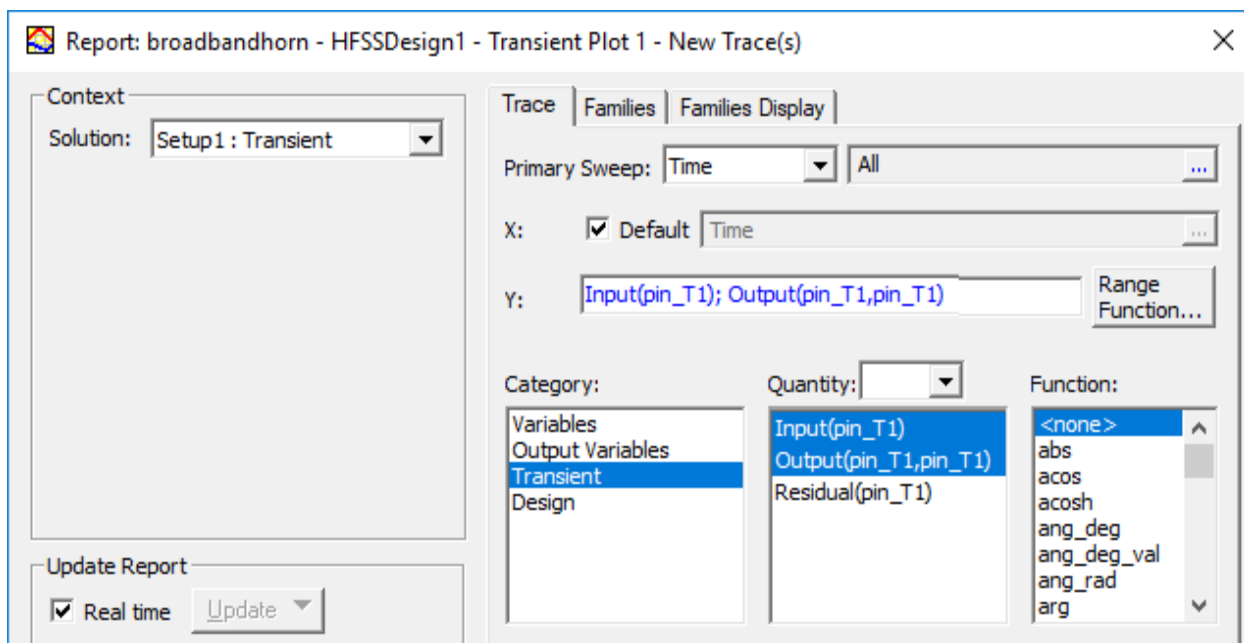 Report: broadbandhorn - HFSSDesign1 - Transient Plot 1 - New Trace(s)
Context
Solution: Setup1 : Transient
Trace Families Families Display
Primary Sweep: Time All ...
X: Default Time ...
Y: Input(pin_T1); Output(pin_T1,pin_T1)
Range
Function...
Category:
Variables
Output Variables
Transient
Design
Quantity:
Input(pin_T1)
Output(pin_T1,pin_T1)
Residual(pin_T1)
Function:
<none>
abs
acos
acosh
ang_deg
ang_deg_val
ang_rad
arg
Update Report
Real time Update